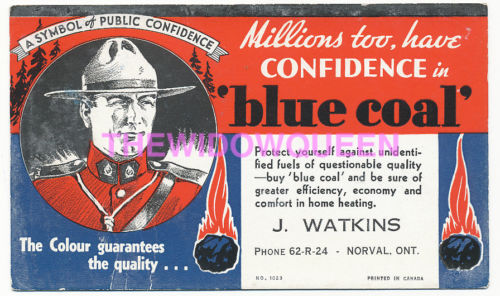 A SYMBOL of PUBLIC CONFIDENCE
Millions too, have
CONFIDENCE in
'blue coal'
THEWIDOWQUEEN
Protect yourself against unidenti-
fied fuels of questionable quality
—buy 'blue coal' and be sure of
greater efficiency, economy and
comfort in home heating.
J. WATKINS
PHONE 62-R-24 - NORVAL, ONT.
The Colour guarantees
the quality . . .
NO. 1023
PRINTED IN CANADA